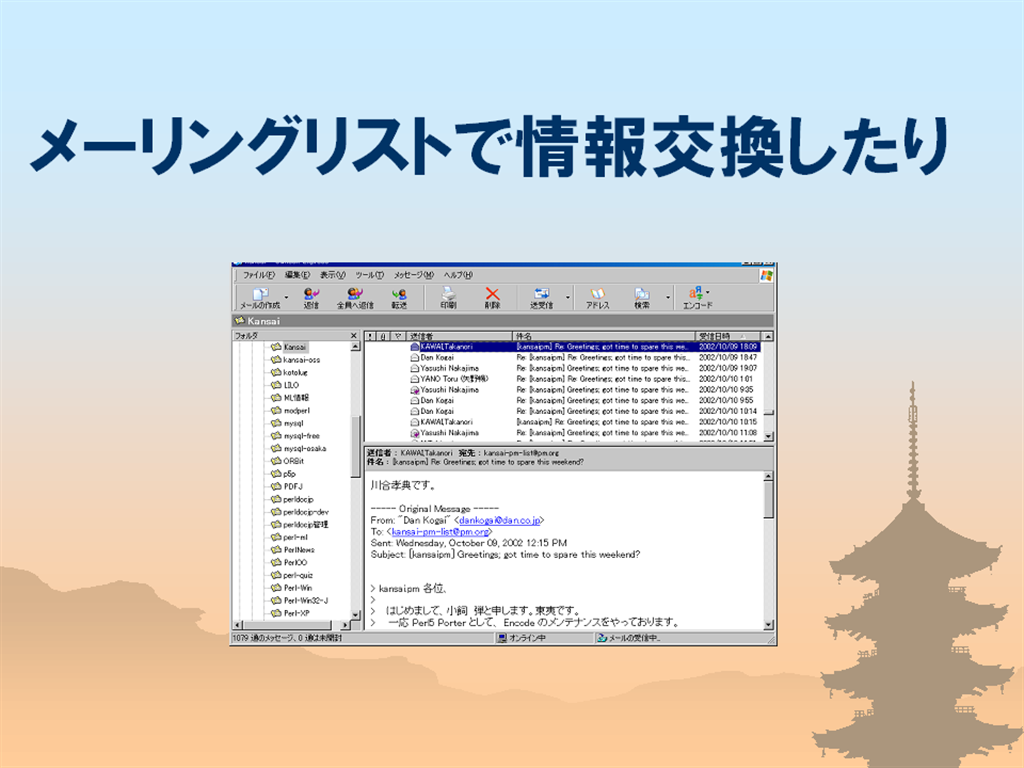 メーリングリストで情報交換したり
ファイル(F) 編集(E) 表示(V) ツール(T) メッセージ(M) ヘルプ(H)
メールの作成 返信 全員へ返信 転送 印刷 削除 送受信 アドレス 検索 エンコード
Kansai
フォルダ
Kansai
kansai-oss
kotolug
LILO
ML情報
modperl
mysql
mysql-free
mysql-osaka
ORBit
p5p
PDFJ
perldocjp
perldocjp-dev
perldocjp管理
perl-ml
PerlNews
PerlOO
perl-quiz
Perl-Win
Perl-Win32-J
Perl-XP
送信者 件名 受信日時
KAWAI,Takanori [kansaipm] Re: Greetings; got time to spare this we... 2002/10/09 18:09
Dan Kogai Re: [kansaipm] Re: Greetings; got time to spare this... 2002/10/09 18:47
Yasushi Nakajima Re: [kansaipm] Greetings; got time to spare this we... 2002/10/09 19:07
YANO Toru (矢野徹) Re: [kansaipm] Greetings; got time to spare this we... 2002/10/10 1:01
Yasushi Nakajima Re: [kansaipm] Greetings; got time to spare this we... 2002/10/10 9:35
Dan Kogai Re: [kansaipm] Greetings; got time to spare this we... 2002/10/10 9:55
Dan Kogai Re: [kansaipm] Greetings; got time to spare this we... 2002/10/10 10:14
KAWAI,Takanori [kansaipm] Re: Greetings; got time to spare this we... 2002/10/10 10:15
Yasushi Nakajima Re: [kansaipm] Greetings; got time to spare this we... 2002/10/10 11:08
送信者： KAWAI,Takanori 宛先： kansai-pm-list@pm.org
件名： [kansaipm] Re: Greetings; got time to spare this weekend?
川合孝典です。
----- Original Message -----
From: "Dan Kogai" <dankogai@dan.co.jp>
To: <kansai-pm-list@pm.org>
Sent: Wednesday, October 09, 2002 12:15 PM
Subject: [kansaipm] Greetings; got time to spare this weekend?
> kansaipm 各位、
>
> はじめまして、小飼 弾と申します。東夷です。
> 一応 Perl5 Porter として、 Encode のメンテナンスをやっております。
1079 通のメッセージ、0 通は未開封 オンライン中 メールの受信中...